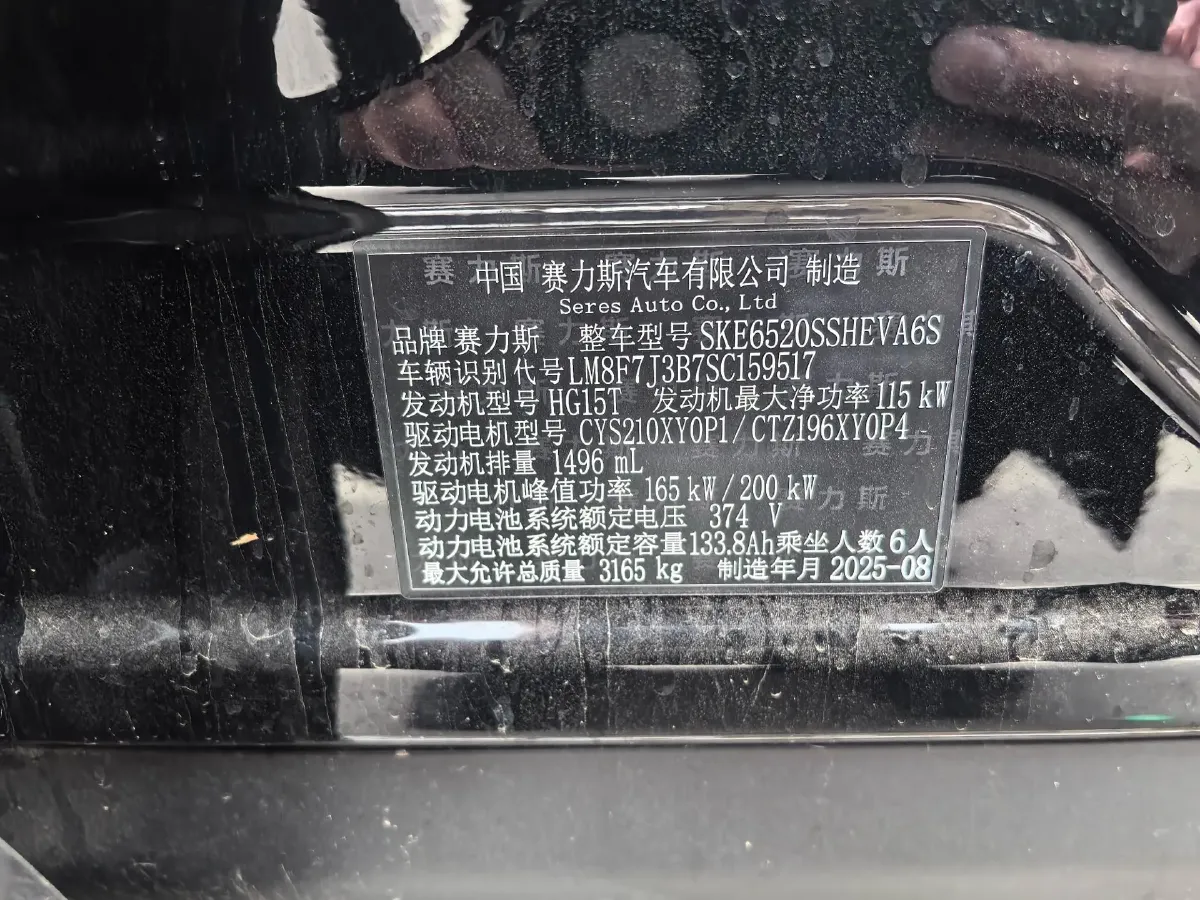 中国 赛力斯汽车有限公司 制造
Seres Auto Co., Ltd
品牌 赛力斯 整车型号 SKE6520SSHEVA6S
车辆识别代号 LM8F7J3B7SC159517
发动机型号 HG15T 发动机最大净功率 115 kW
驱动电机型号 CYS210XY0P1/CTZ196XY0P4
发动机排量 1496 mL
驱动电机峰值功率 165 kW/200 kW
动力电池系统额定电压 374 V
动力电池系统额定容量133.8Ah乘坐人数 6人
最大允许总质量 3165 kg 制造年月 2025-08